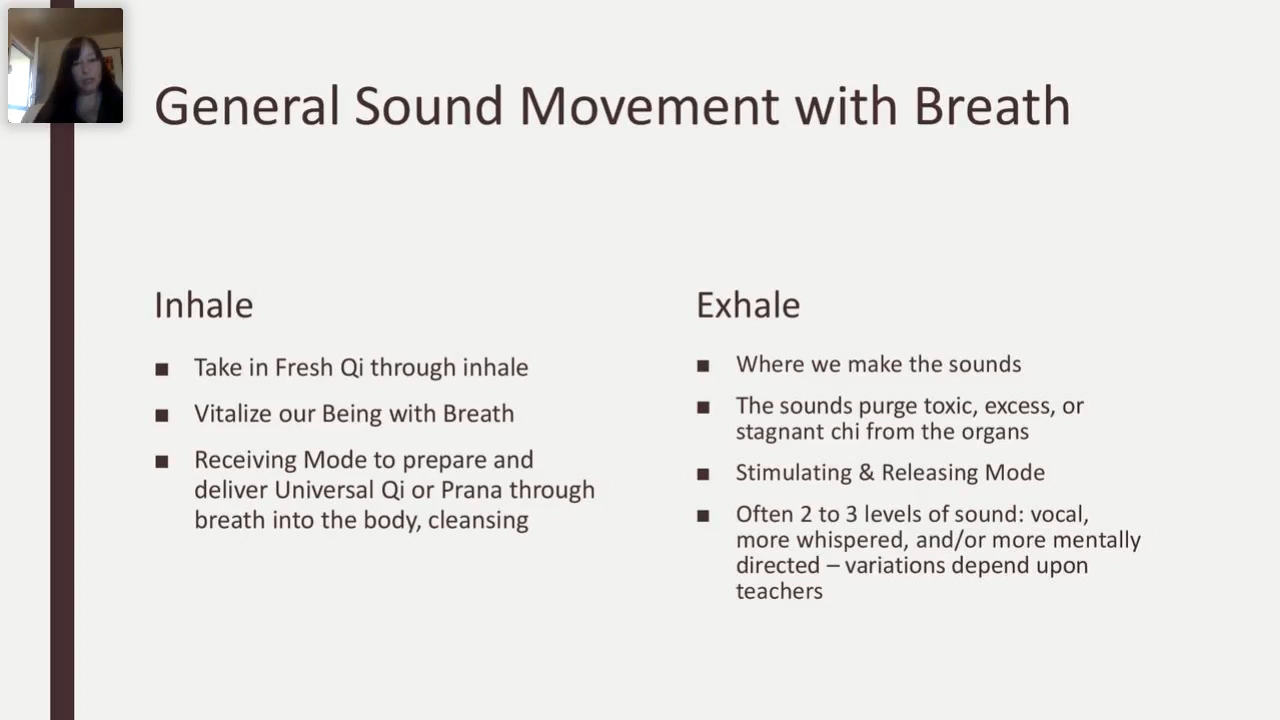 General Sound Movement with Breath
Inhale
■ Take in Fresh Qi through inhale
■ Vitalize our Being with Breath
■ Receiving Mode to prepare and
deliver Universal Qi or Prana through
breath into the body, cleansing
Exhale
■ Where we make the sounds
■ The sounds purge toxic, excess, or
stagnant chi from the organs
■ Stimulating & Releasing Mode
■ Often 2 to 3 levels of sound: vocal,
more whispered, and/or more mentally
directed – variations depend upon
teachers